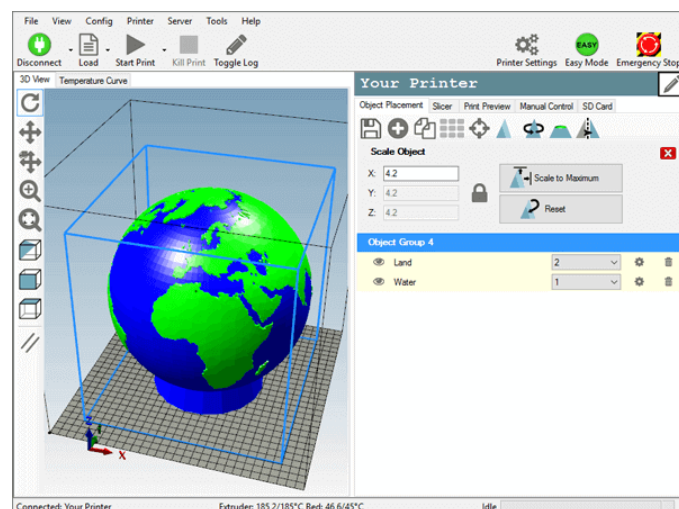 File View Config Printer Server Tools Help
Disconnect Load Start Print Kill Print Toggle Log Printer Settings Easy Mode Emergency Stop
EASY
3D View Temperature Curve
Your Printer
Object Placement Slicer Print Preview Manual Control SD Card
Scale Object
X: 4.2
Scale to Maximum
Y: 4.2
Z: 4.2
Reset
Object Group 4
Land 2
Water 1
Z
X
Connected: Your Printer Extruder: 185.2/185°C Bed: 46.6/45°C Idle